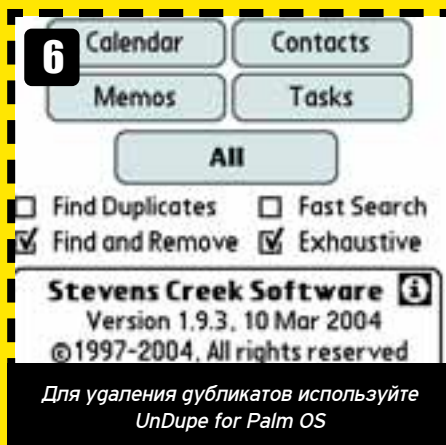 6
Calendar Contacts
Memos Tasks
All
Find Duplicates Fast Search
Find and Remove Exhaustive
Stevens Creek Software i
Version 1.9.3, 10 Mar 2004
©1997-2004, All rights reserved
Для удаления дубликатов используйте
UnDupe for Palm OS